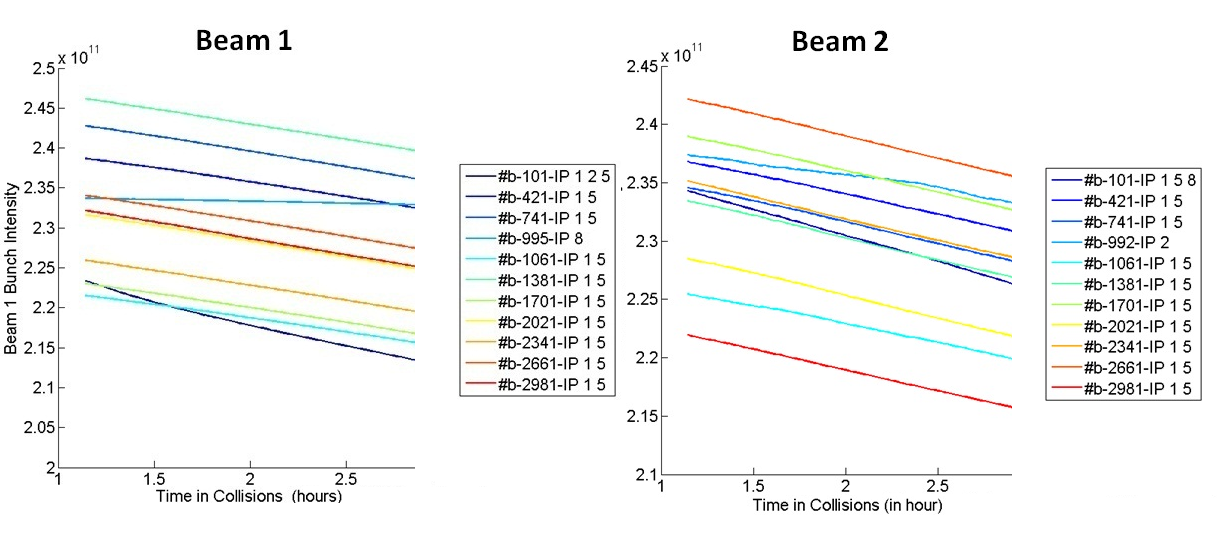 Beam 1
x 10^11
2.5
2.45
2.4
2.35
2.3
2.25
2.2
2.15
2.1
2.05
2
Beam 1 Bunch Intensity
1 1.5 2 2.5
Time in Collisions (hours)
#b-101-IP 1 2 5
#b-421-IP 1 5
#b-741-IP 1 5
#b-995-IP 8
#b-1061-IP 1 5
#b-1381-IP 1 5
#b-1701-IP 1 5
#b-2021-IP 1 5
#b-2341-IP 1 5
#b-2661-IP 1 5
#b-2981-IP 1 5
Beam 2
x 10^11
2.45
2.4
2.35
2.3
2.25
2.2
2.15
2.1
1 1.5 2 2.5
Time in Collisions (in hour)
#b-101-IP 1 5 8
#b-421-IP 1 5
#b-741-IP 1 5
#b-992-IP 2
#b-1061-IP 1 5
#b-1381-IP 1 5
#b-1701-IP 1 5
#b-2021-IP 1 5
#b-2341-IP 1 5
#b-2661-IP 1 5
#b-2981-IP 1 5